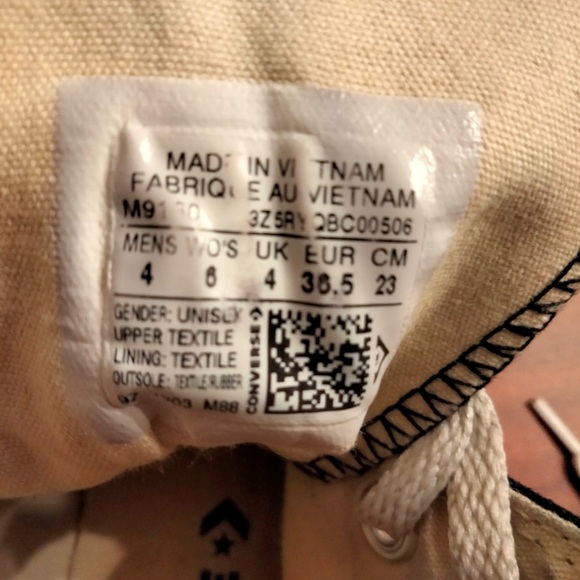 MADE IN VIETNAM
FABRIQUE AU VIETNAM
3Z5RY QBC00506
MENS WO'S UK EUR CM
4 6 4 36.5 23
GENDER: UNISEX
UPPER TEXTILE
LINING: TEXTILE
OUTSOLE: TEXTILE/RUBBER
M88
CONVERSE